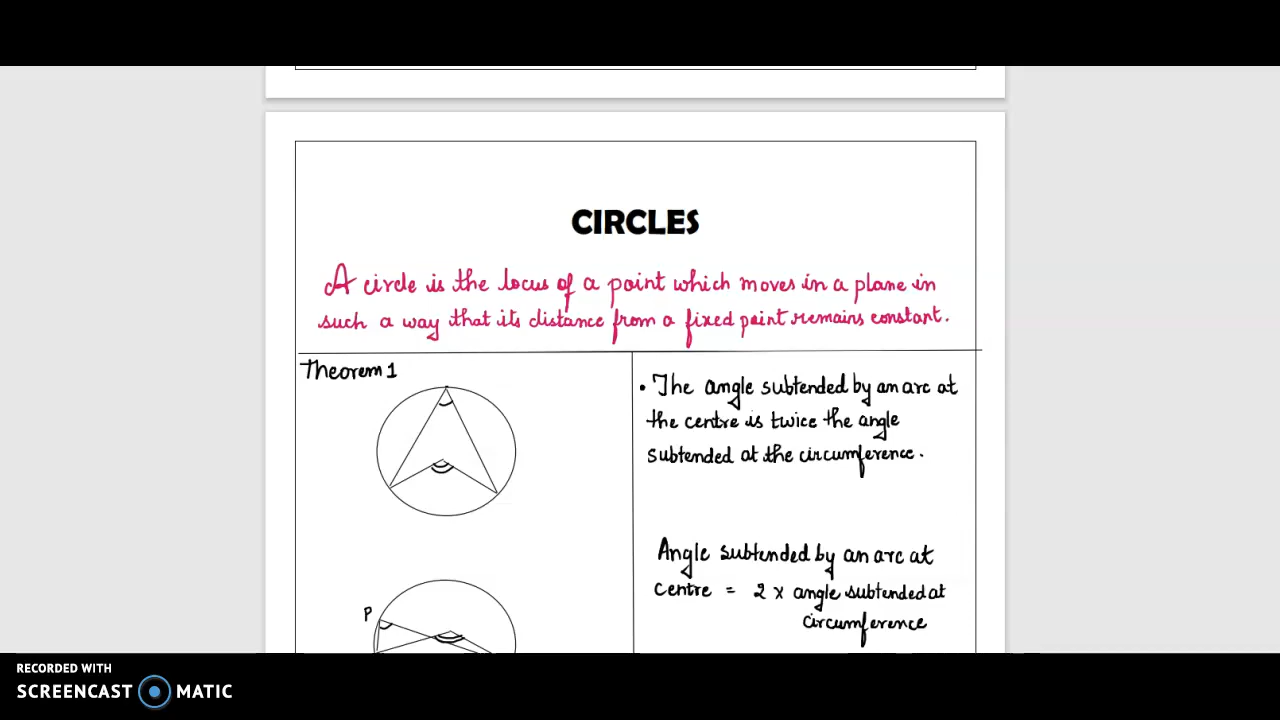 CIRCLES
A circle is the locus of a point which moves in a plane in
such a way that its distance from a fixed point remains constant.
Theorem 1
• The angle subtended by an arc at
the centre is twice the angle
subtended at the circumference.
Angle subtended by an arc at
centre = 2 x angle subtended at
circumference
P
RECORDED WITH
SCREENCAST MATIC